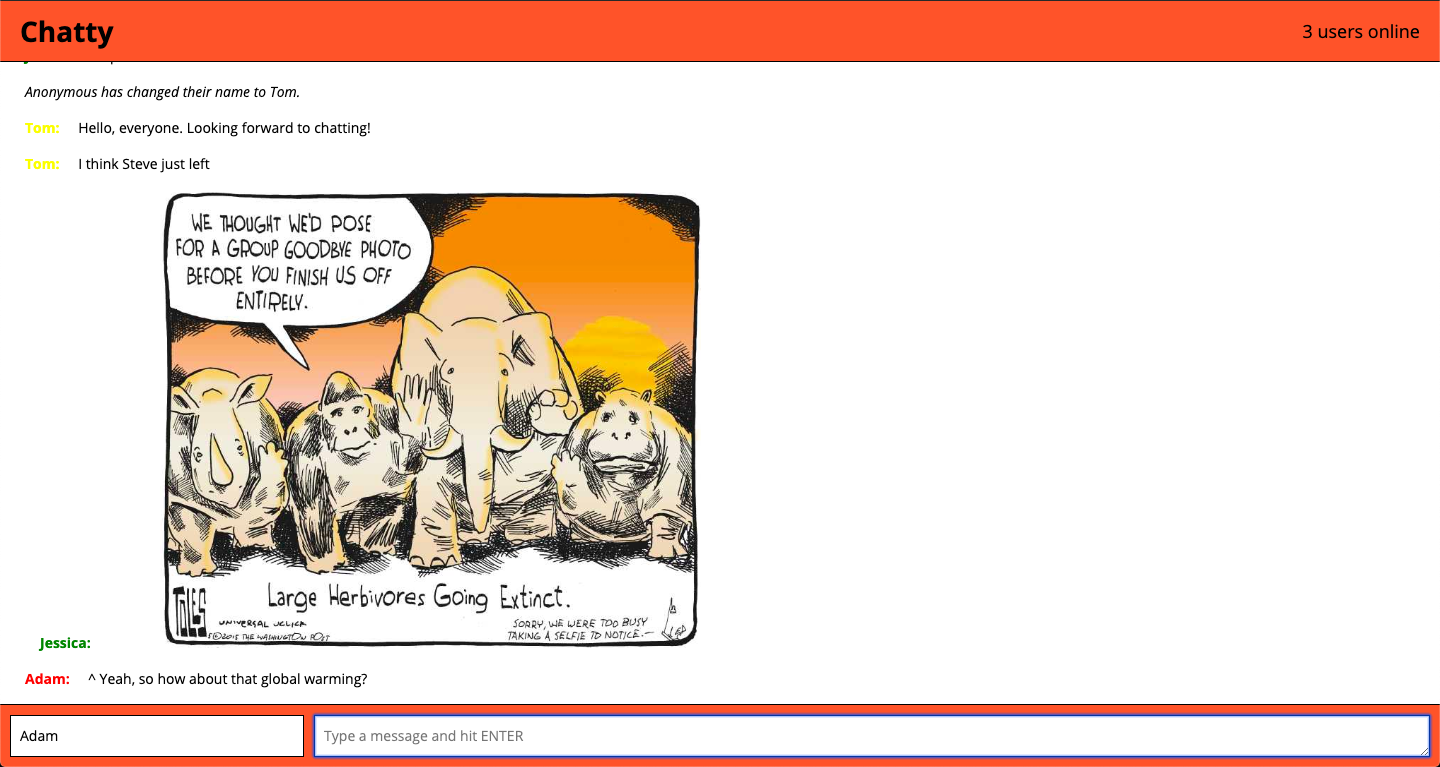 Chatty
3 users online
Anonymous has changed their name to Tom.
Tom: Hello, everyone. Looking forward to chatting!
Tom: I think Steve just left
WE THOUGHT WE'D POSE
FOR A GROUP GOODBYE PHOTO
BEFORE YOU FINISH US OFF
ENTIRELY.
Large Herbivores Going Extinct.
TOLES
UNIVERSAL UCLICK
©2015 THE WASHINGTON POST
SORRY, WE WERE TOO BUSY
TAKING A SELFIE TO NOTICE.—
Jessica:
Adam: ^ Yeah, so how about that global warming?
Adam
Type a message and hit ENTER